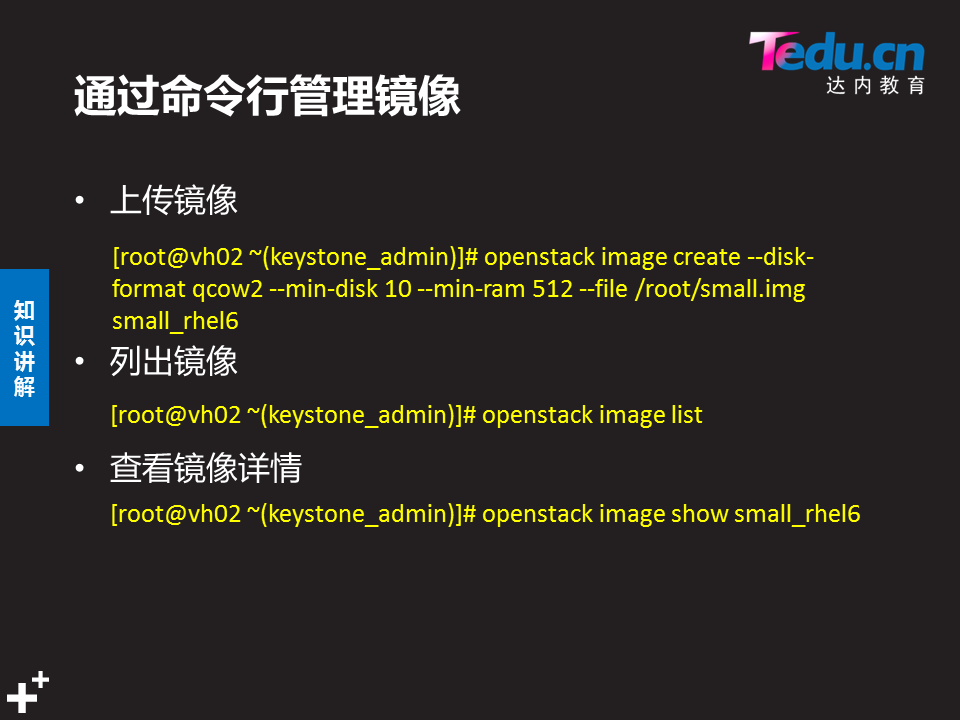 Tedu.cn
达内教育
通过命令行管理镜像
• 上传镜像
[root@vh02 ~(keystone_admin)]# openstack image create --disk-
format qcow2 --min-disk 10 --min-ram 512 --file /root/small.img
small_rhel6
知识讲解
• 列出镜像
[root@vh02 ~(keystone_admin)]# openstack image list
• 查看镜像详情
[root@vh02 ~(keystone_admin)]# openstack image show small_rhel6